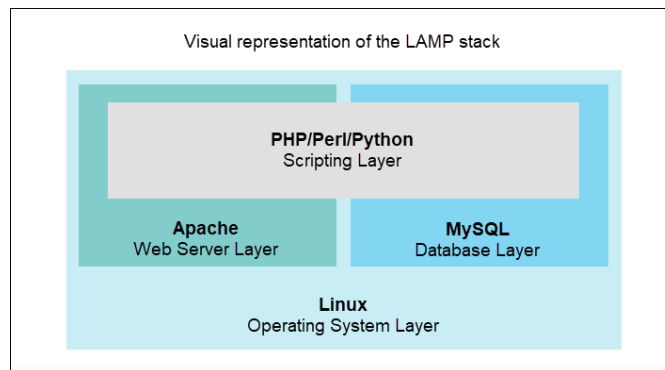 Visual representation of the LAMP stack
PHP/Perl/Python
Scripting Layer
Apache
Web Server Layer
MySQL
Database Layer
Linux
Operating System Layer